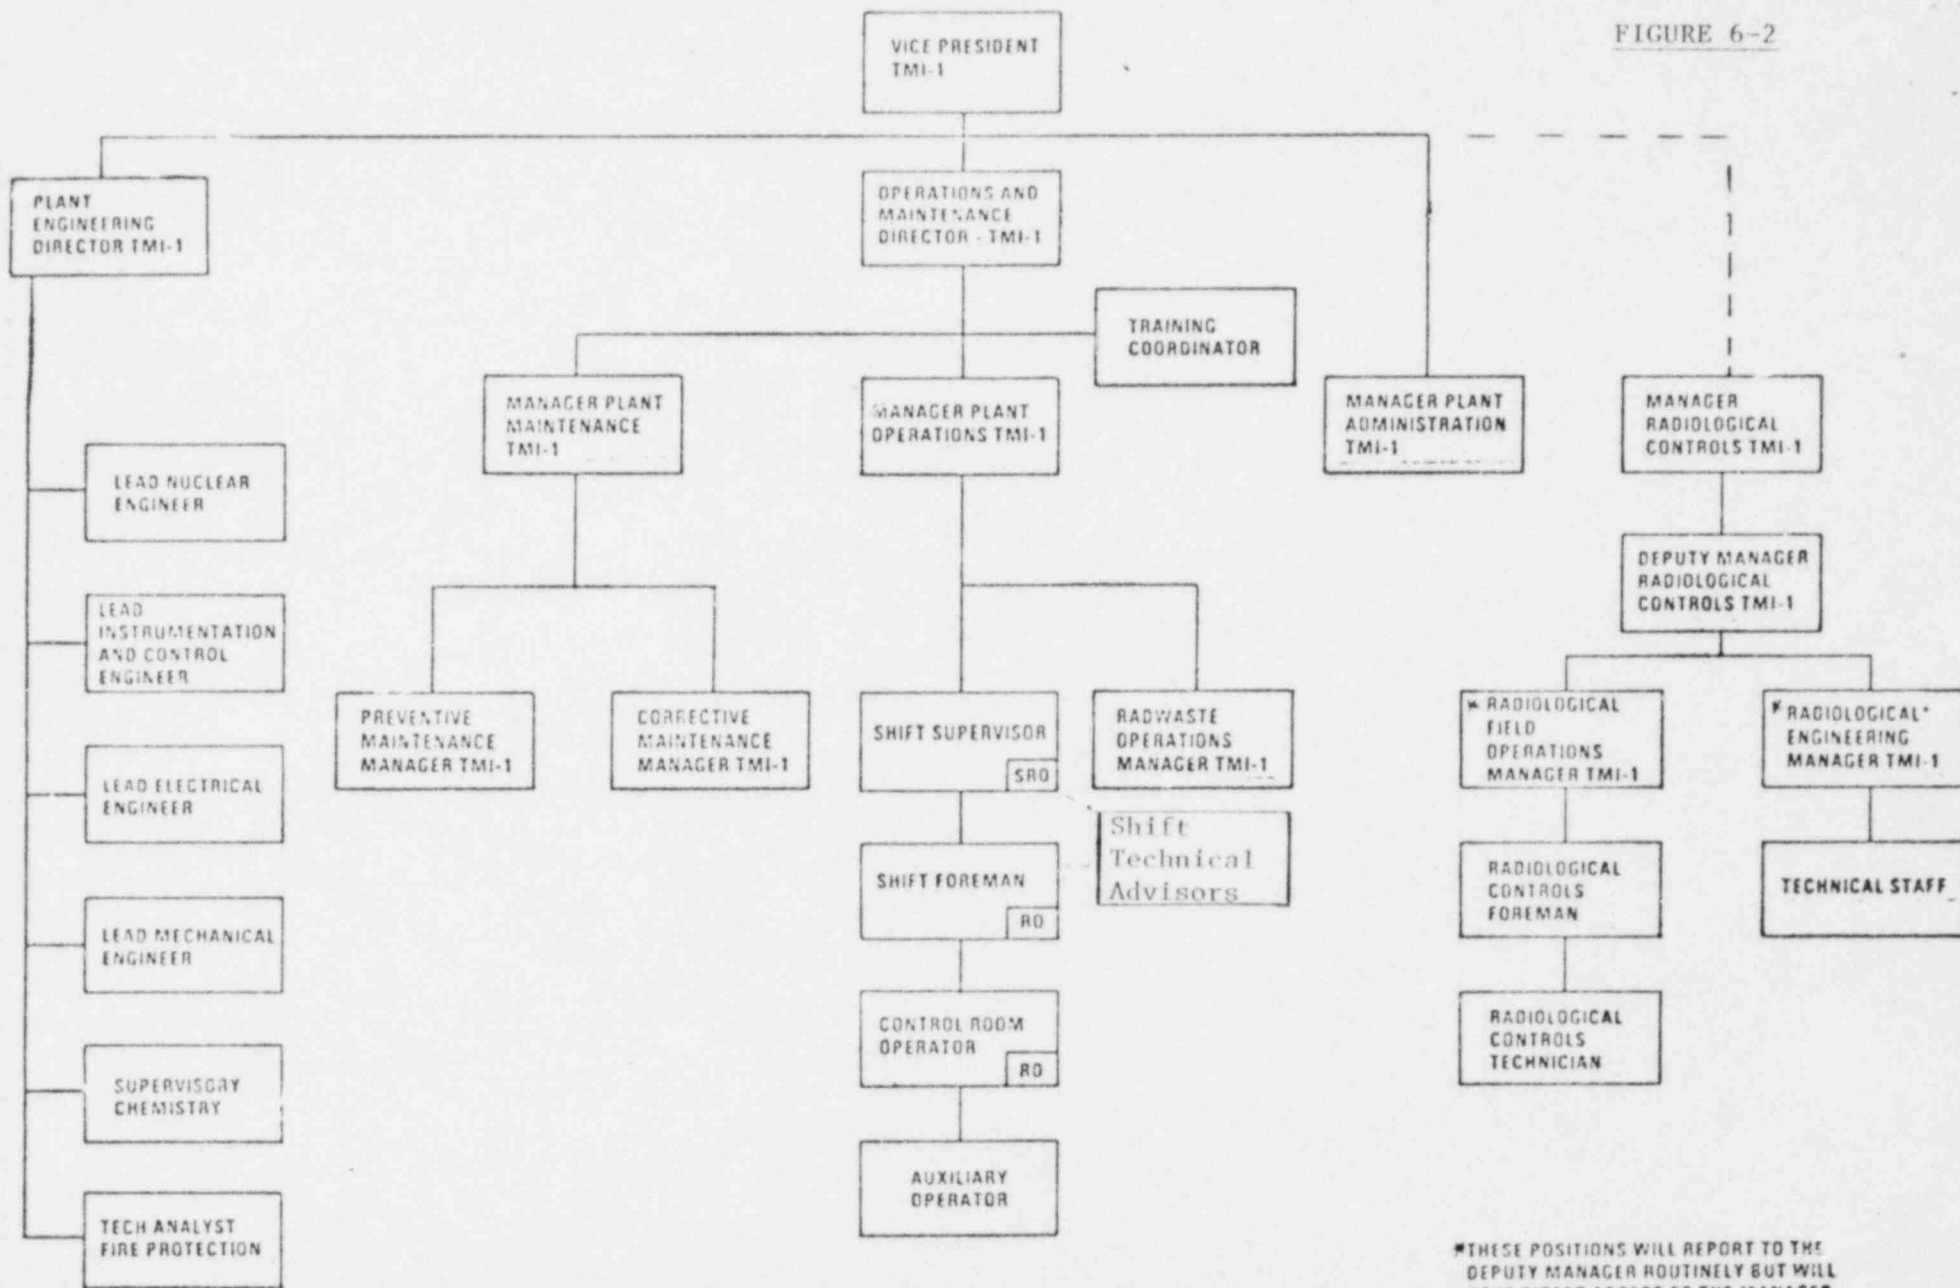 FIGURE 6-2
VICE PRESIDENT
TMI-1
PLANT
ENGINEERING
DIRECTOR TMI-1
OPERATIONS AND
MAINTENANCE
DIRECTOR - TMI-1
TRAINING
COORDINATOR
MANAGER PLANT
MAINTENANCE
TMI-1
MANAGER PLANT
OPERATIONS TMI-1
MANAGER PLANT
ADMINISTRATION
TMI-1
MANAGER
RADIOLOGICAL
CONTROLS TMI-1
LEAD NUCLEAR
ENGINEER
DEPUTY MANAGER
RADIOLOGICAL
CONTROLS TMI-1
LEAD
INSTRUMENTATION
AND CONTROL
ENGINEER
PREVENTIVE
MAINTENANCE
MANAGER TMI-1
CORRECTIVE
MAINTENANCE
MANAGER TMI-1
SHIFT SUPERVISOR
SRO
RADWASTE
OPERATIONS
MANAGER TMI-1
* RADIOLOGICAL
FIELD
OPERATIONS
MANAGER TMI-1
* RADIOLOGICAL*
ENGINEERING
MANAGER TMI-1
LEAD ELECTRICAL
ENGINEER
Shift
Technical
Advisors
SHIFT FOREMAN
RO
RADIOLOGICAL
CONTROLS
FOREMAN
TECHNICAL STAFF
LEAD MECHANICAL
ENGINEER
CONTROL ROOM
OPERATOR
RO
RADIOLOGICAL
CONTROLS
TECHNICIAN
SUPERVISORY
CHEMISTRY
AUXILIARY
OPERATOR
TECH ANALYST
FIRE PROTECTION
*THESE POSITIONS WILL REPORT TO THE
DEPUTY MANAGER ROUTINELY BUT WILL